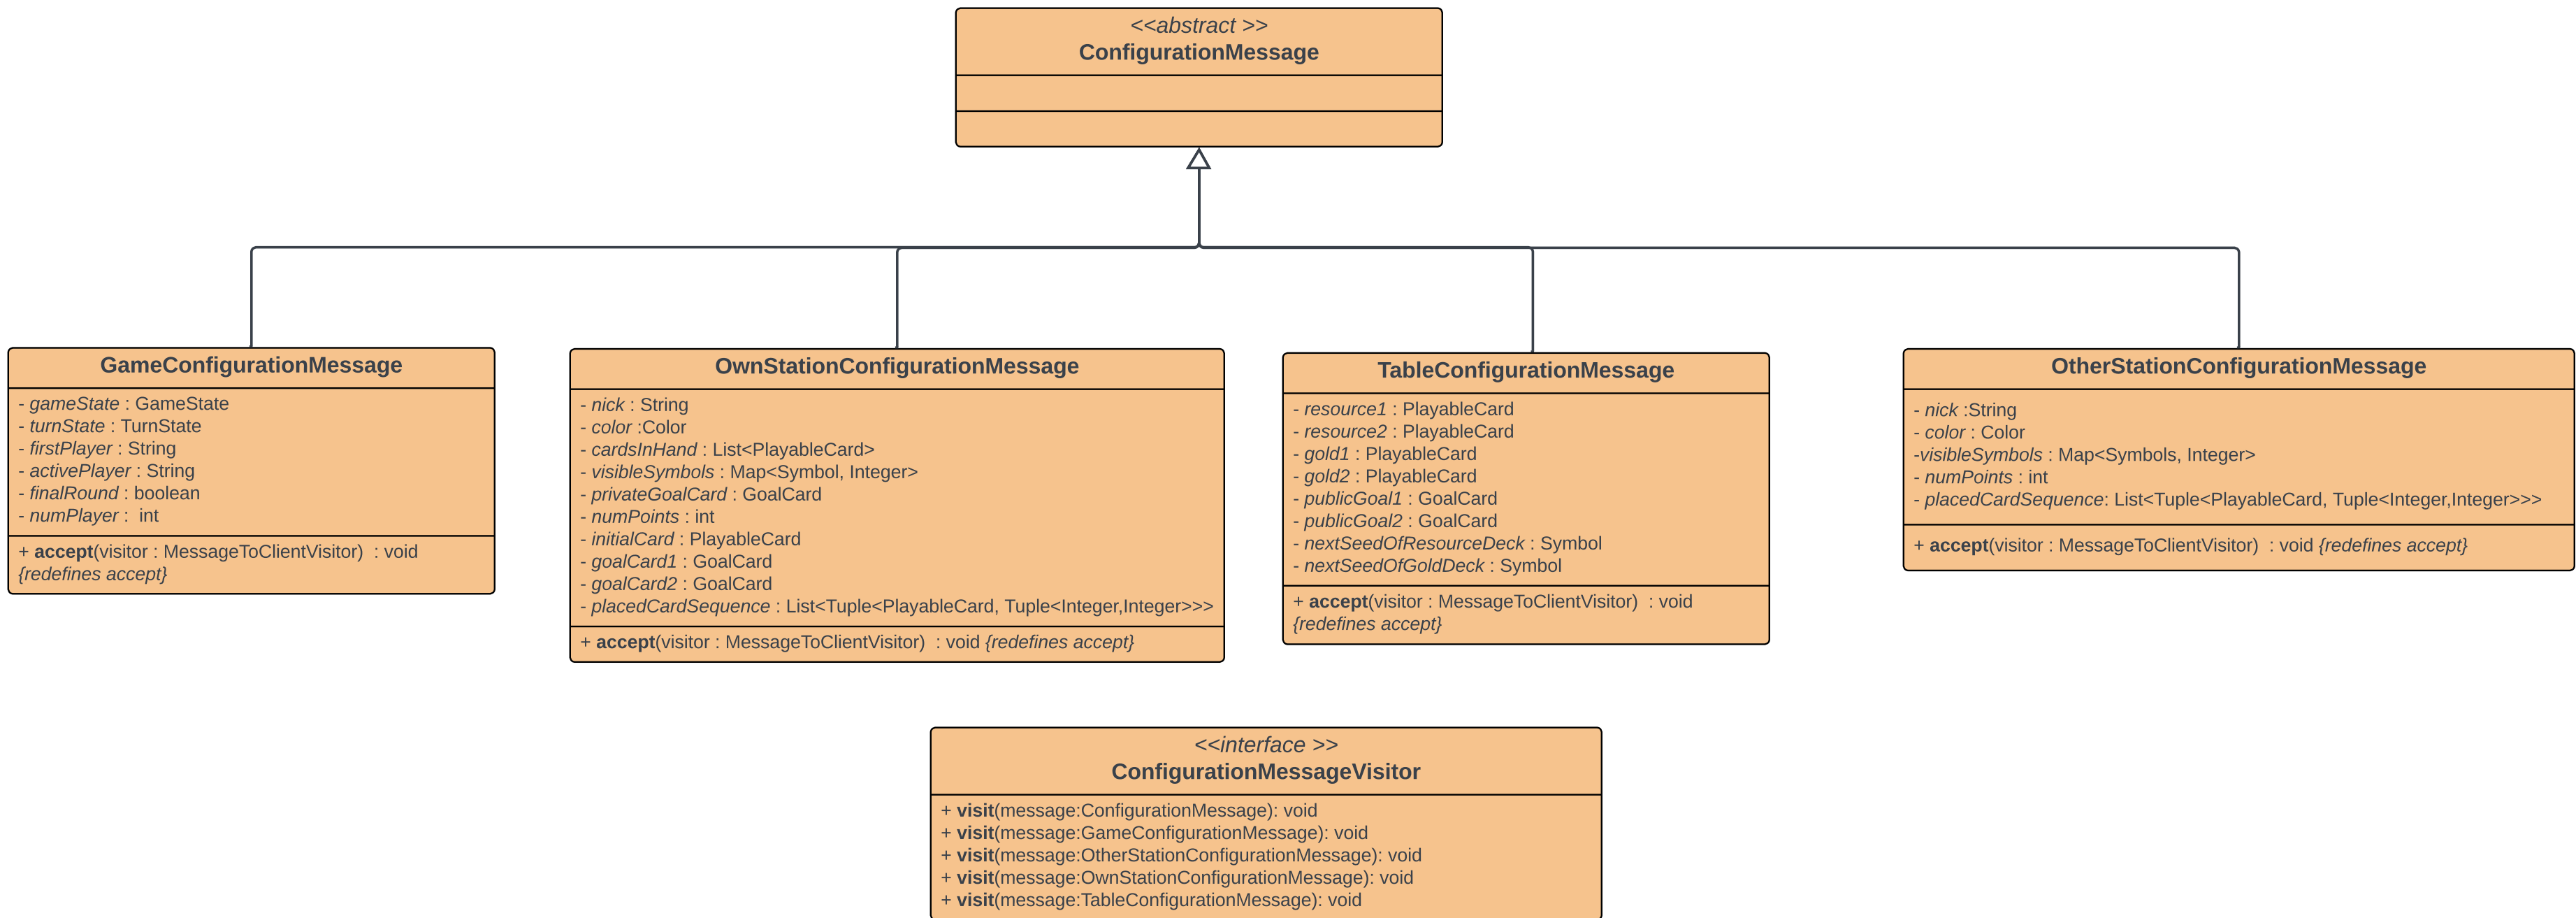 <<abstract >>
ConfigurationMessage
GameConfigurationMessage
- gameState : GameState
- turnState : TurnState
- firstPlayer : String
- activePlayer : String
- finalRound : boolean
- numPlayer :  int
+ accept(visitor : MessageToClientVisitor)  : void
{redefines accept}
OwnStationConfigurationMessage
- nick : String
- color :Color
- cardsInHand : List<PlayableCard>
- visibleSymbols : Map<Symbol, Integer>
- privateGoalCard : GoalCard
- numPoints : int
- initialCard : PlayableCard
- goalCard1 : GoalCard
- goalCard2 : GoalCard
- placedCardSequence : List<Tuple<PlayableCard, Tuple<Integer,Integer>>>
+ accept(visitor : MessageToClientVisitor)  : void {redefines accept}
TableConfigurationMessage
- resource1 : PlayableCard
- resource2 : PlayableCard
- gold1 : PlayableCard
- gold2 : PlayableCard
- publicGoal1 : GoalCard
- publicGoal2 : GoalCard
- nextSeedOfResourceDeck : Symbol
- nextSeedOfGoldDeck : Symbol
+ accept(visitor : MessageToClientVisitor)  : void
{redefines accept}
OtherStationConfigurationMessage
- nick :String
- color : Color
-visibleSymbols : Map<Symbols, Integer>
- numPoints : int
- placedCardSequence: List<Tuple<PlayableCard, Tuple<Integer,Integer>>>
+ accept(visitor : MessageToClientVisitor)  : void {redefines accept}
<<interface >>
ConfigurationMessageVisitor
+ visit(message:ConfigurationMessage): void
+ visit(message:GameConfigurationMessage): void
+ visit(message:OtherStationConfigurationMessage): void
+ visit(message:OwnStationConfigurationMessage): void
+ visit(message:TableConfigurationMessage): void